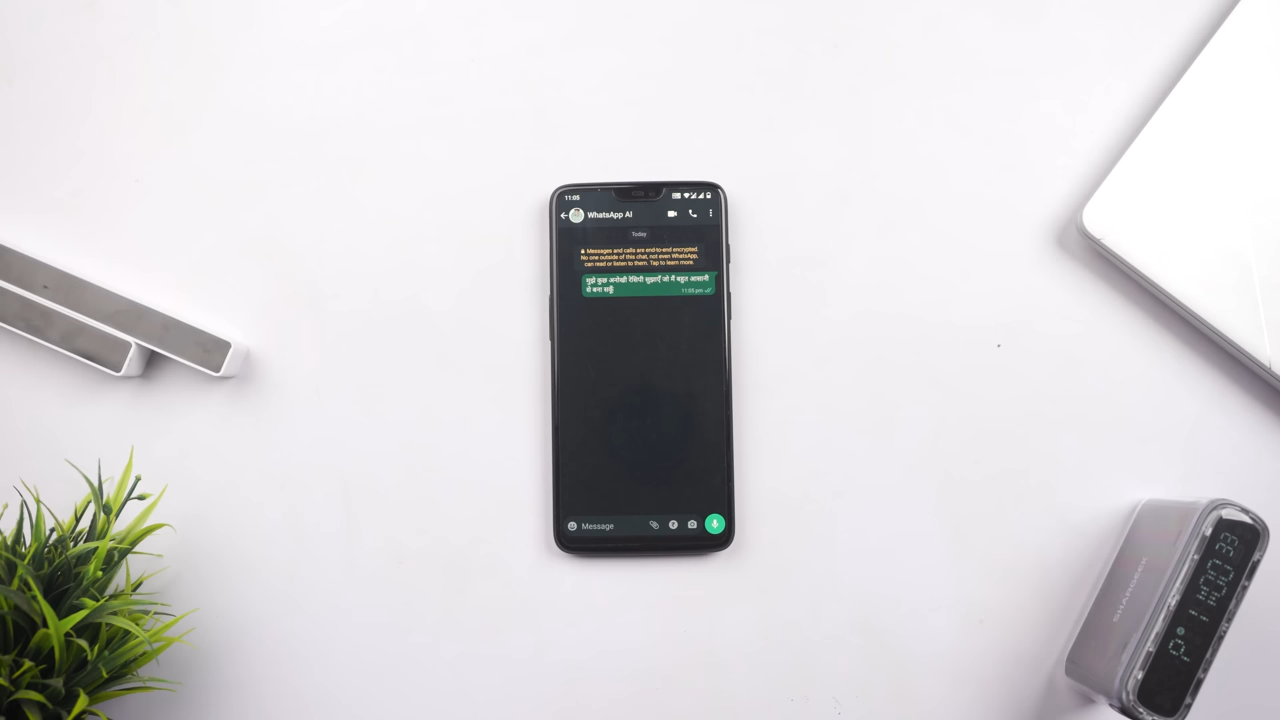 11:05
WhatsApp AI
Today
Messages and calls are end-to-end encrypted.
No one outside of this chat, not even WhatsApp,
can read or listen to them. Tap to learn more.
मुझे कुछ अनोखी रेसिपी सुझाएँ जो मैं बहुत आसानी
से बना सकूँ
11:05 pm
Message
SHARGEEK